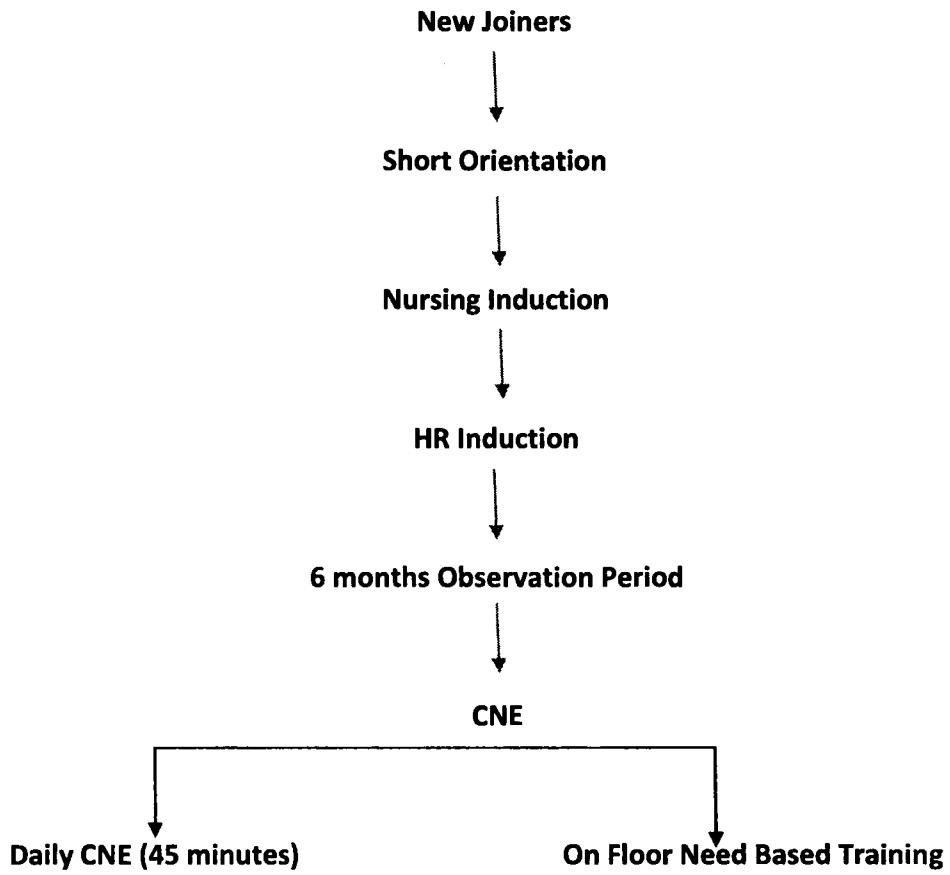 New Joiners
Short Orientation
Nursing Induction
HR Induction
6 months Observation Period
CNE
Daily CNE (45 minutes)
On Floor Need Based Training